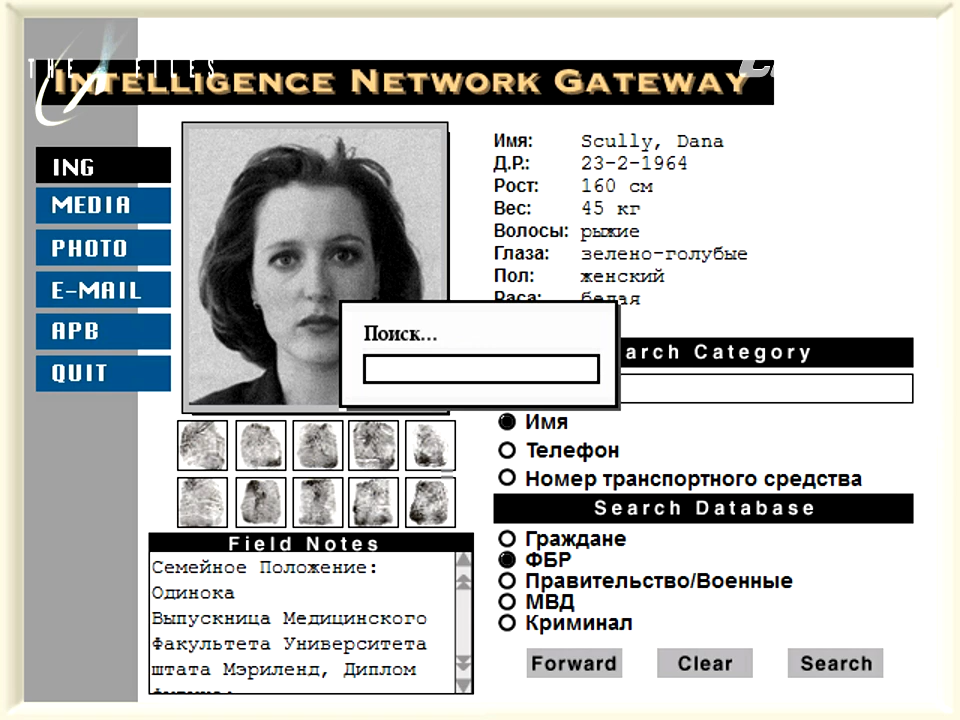 THE X FILES
INTELLIGENCE NETWORK GATEWAY
ING
MEDIA
PHOTO
E-MAIL
APB
QUIT
Имя: Scully, Dana
Д.Р.: 23-2-1964
Рост: 160 см
Вес: 45 кг
Волосы: рыжие
Глаза: зелено-голубые
Пол: женский
Раса: белая
Поиск...
arch Category
Имя
Телефон
Номер транспортного средства
Search Database
Граждане
ФБР
Правительство/Военные
МВД
Криминал
Forward Clear Search
Field Notes
Семейное Положение:
Одинока
Выпускница Медицинского
Факультета Университета
штата Мэриленд, Диплом